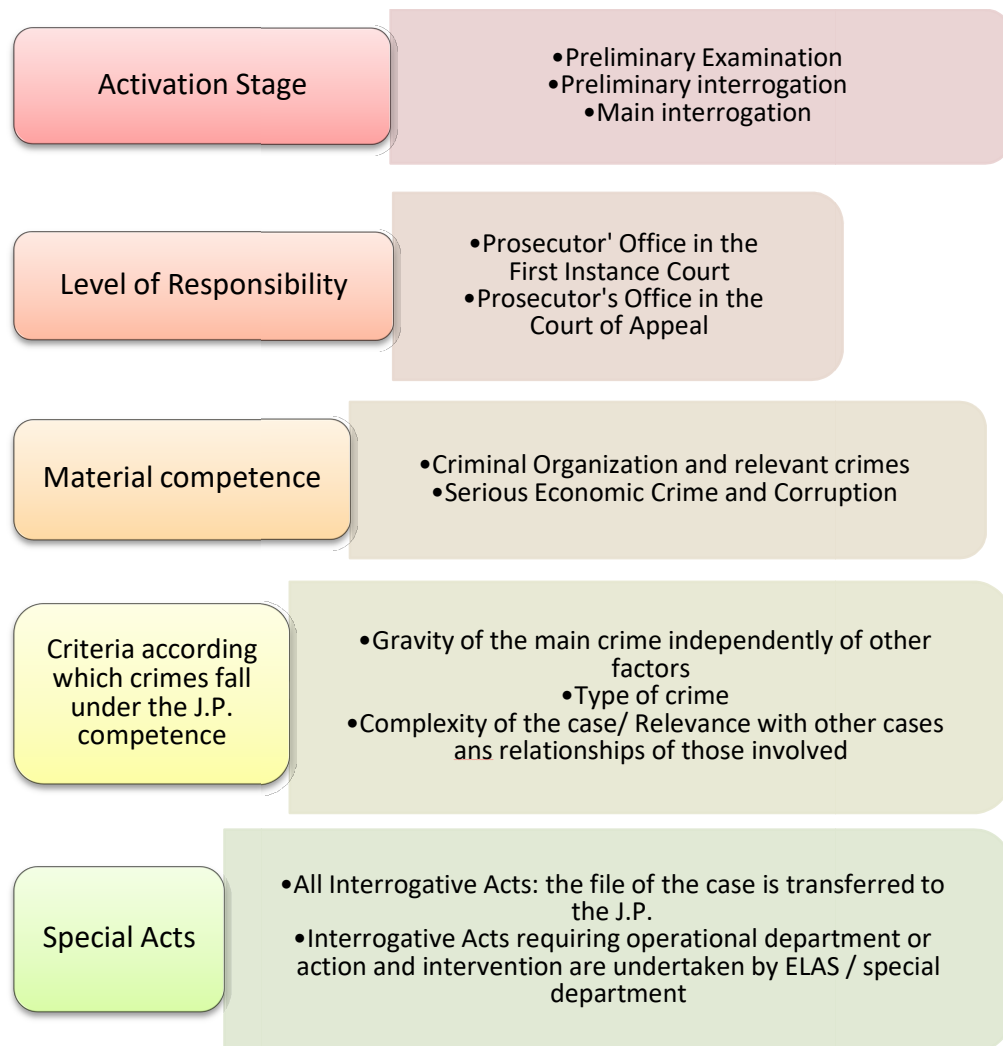 Activation Stage
•Preliminary Examination
•Preliminary interrogation
•Main interrogation
Level of Responsibility
•Prosecutor' Office in the
First Instance Court
•Prosecutor's Office in the
Court of Appeal
Material competence
•Criminal Organization and relevant crimes
•Serious Economic Crime and Corruption
Criteria according
which crimes fall
under the J.P.
competence
•Gravity of the main crime independently of other
factors
•Type of crime
•Complexity of the case/ Relevance with other cases
ans relationships of those involved
Special Acts
•All Interrogative Acts: the file of the case is transferred to
the J.P.
•Interrogative Acts requiring operational department or
action and intervention are undertaken by ELAS / special
department